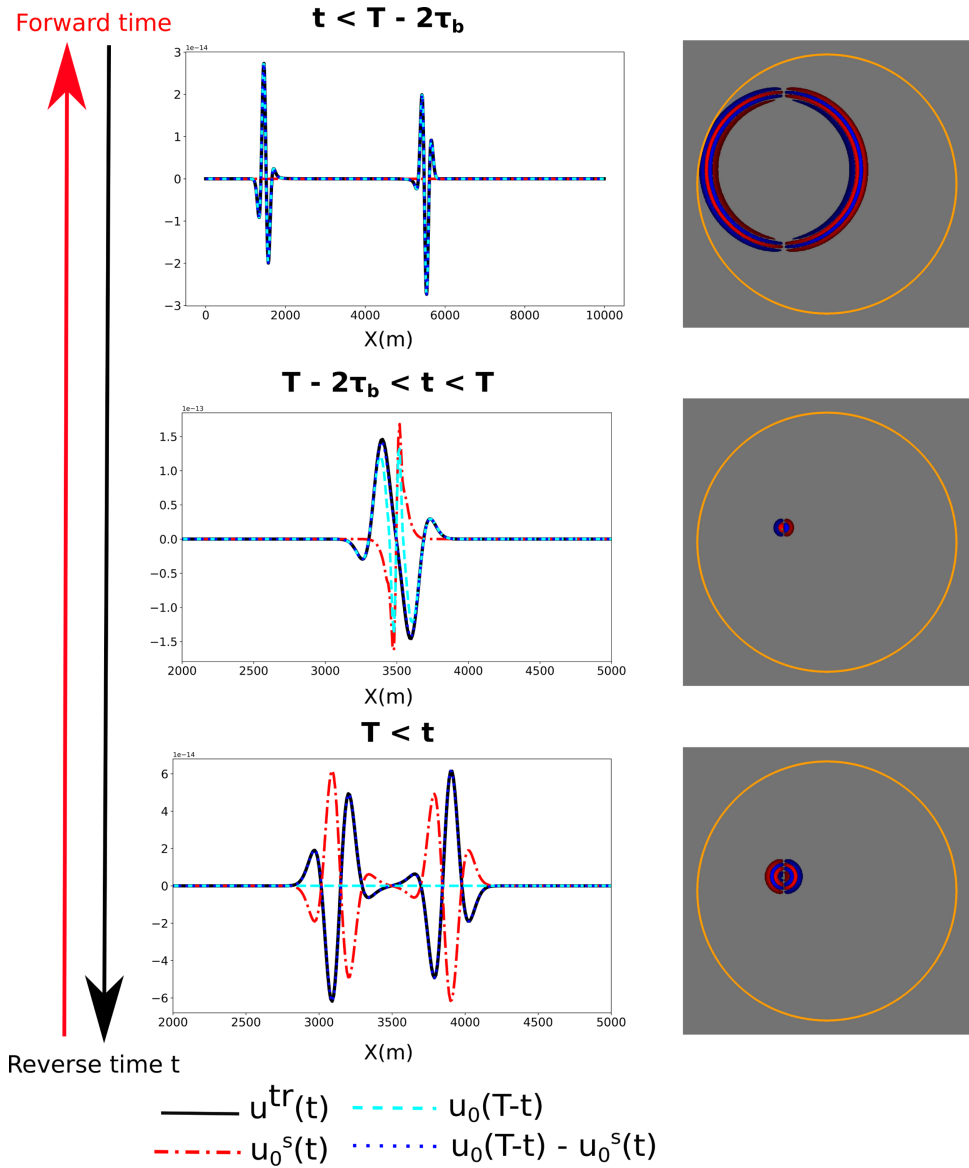 Forward time
t < T - 2τb
1e−14
3
2
1
0
−1
−2
−3
0 2000 4000 6000 8000 10000
X(m)
T - 2τb < t < T
1e−13
1.5
1.0
0.5
0.0
−0.5
−1.0
−1.5
2000 2500 3000 3500 4000 4500 5000
X(m)
T < t
1e−14
6
4
2
0
−2
−4
−6
2000 2500 3000 3500 4000 4500 5000
X(m)
Reverse time t
u^tr(t) u₀(T-t)
u₀ˢ(t) u₀(T-t) - u₀ˢ(t)